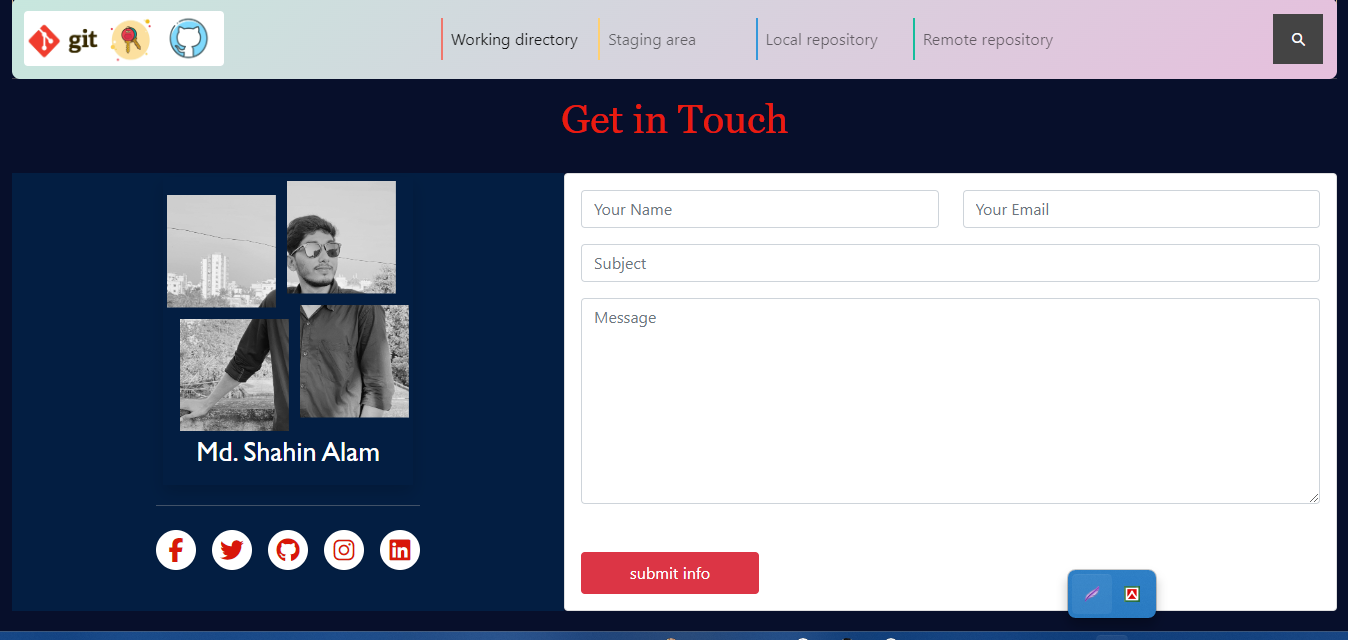 git
Working directory
Staging area
Local repository
Remote repository
Get in Touch
Your Name
Your Email
Subject
Message
Md. Shahin Alam
submit info